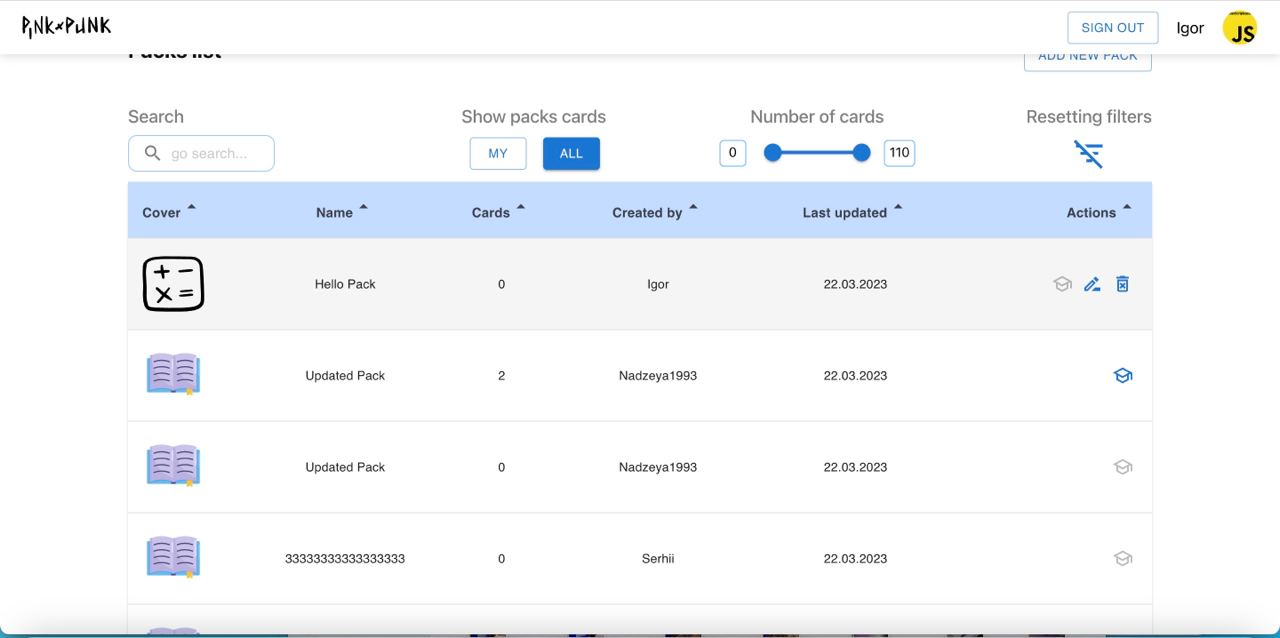 PiNK×PUNK
SIGN OUT
Igor
JS
Packs list
ADD NEW PACK
Search
Show packs cards
Number of cards
Resetting filters
go search...
MY
ALL
0
110
Cover
Name
Cards
Created by
Last updated
Actions
+ −
× =
Hello Pack
0
Igor
22.03.2023
Updated Pack
2
Nadzeya1993
22.03.2023
Updated Pack
0
Nadzeya1993
22.03.2023
33333333333333333
0
Serhii
22.03.2023